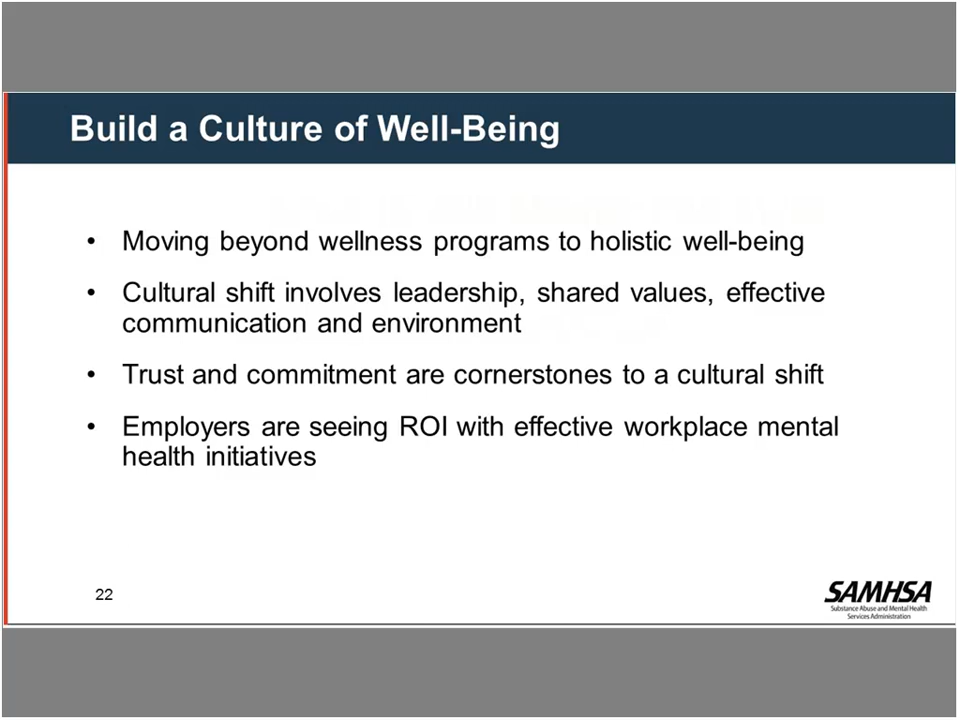 Build a Culture of Well-Being
• Moving beyond wellness programs to holistic well-being
• Cultural shift involves leadership, shared values, effective
communication and environment
• Trust and commitment are cornerstones to a cultural shift
• Employers are seeing ROI with effective workplace mental
health initiatives
22
SAMHSA
Substance Abuse and Mental Health
Services Administration